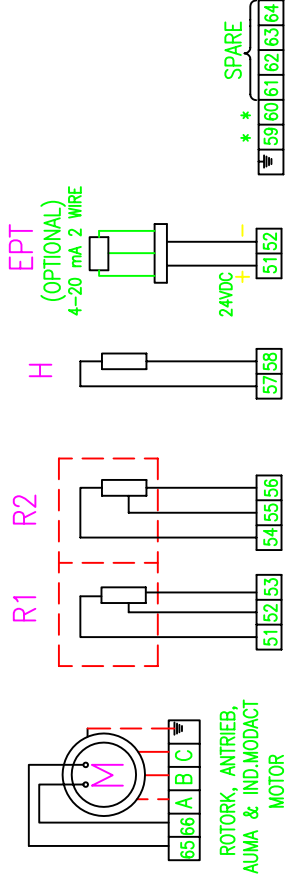 M
65 66 A B C
ROTORK, ANTRIEB,
AUMA & IND.MODACT
MOTOR
R1
51 52 53
R2
54 55 56
H
57 58
EPT
(OPTIONAL)
4-20 mA 2 WIRE
24VDC
+ -
51 52
SPARE
* *
59 60 61 62 63 64